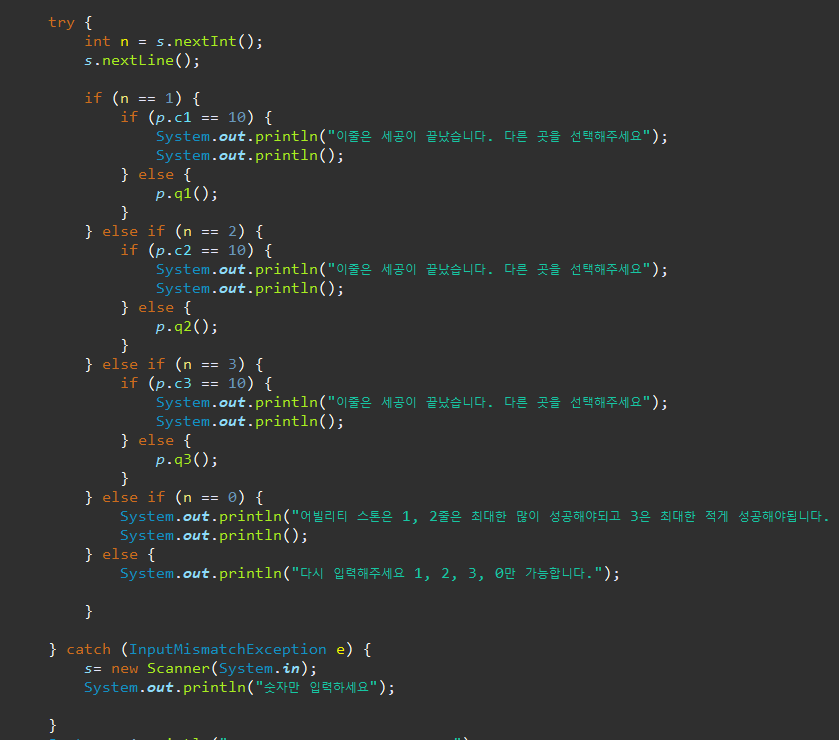 try {
int n = s.nextInt();
s.nextLine();
if (n == 1) {
if (p.c1 == 10) {
System.out.println("이줄은 세공이 끝났습니다. 다른 곳을 선택해주세요");
System.out.println();
} else {
p.q1();
}
} else if (n == 2) {
if (p.c2 == 10) {
System.out.println("이줄은 세공이 끝났습니다. 다른 곳을 선택해주세요");
System.out.println();
} else {
p.q2();
}
} else if (n == 3) {
if (p.c3 == 10) {
System.out.println("이줄은 세공이 끝났습니다. 다른 곳을 선택해주세요");
System.out.println();
} else {
p.q3();
}
} else if (n == 0) {
System.out.println("어빌리티 스톤은 1, 2줄은 최대한 많이 성공해야되고 3은 최대한 적게 성공해야됩니다.
System.out.println();
} else {
System.out.println("다시 입력해주세요 1, 2, 3, 0만 가능합니다.");
}
} catch (InputMismatchException e) {
s= new Scanner(System.in);
System.out.println("숫자만 입력하세요");
}